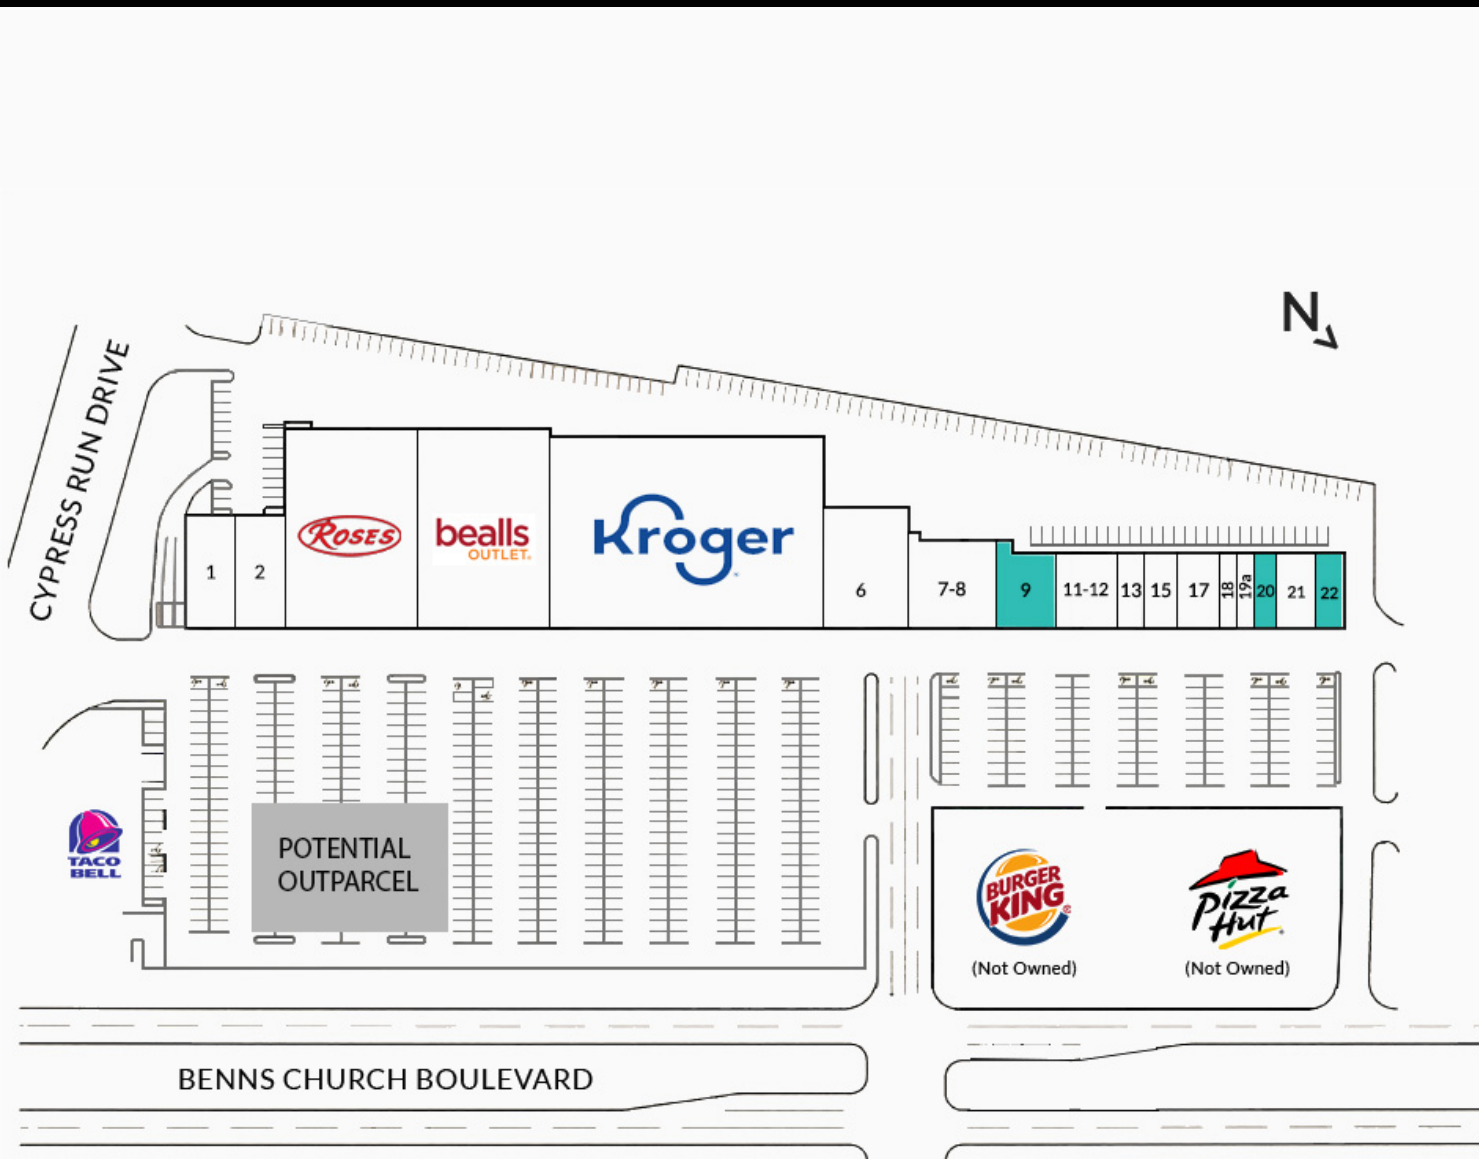 N
CYPRESS RUN DRIVE
ROSES
bealls
OUTLET.
Kroger
1
2
6
7-8
9
11-12
13
15
17
18
19a
20
21
22
TACO
BELL
POTENTIAL
OUTPARCEL
BURGER
KING
®
(Not Owned)
Pizza
Hut
(Not Owned)
BENNS CHURCH BOULEVARD